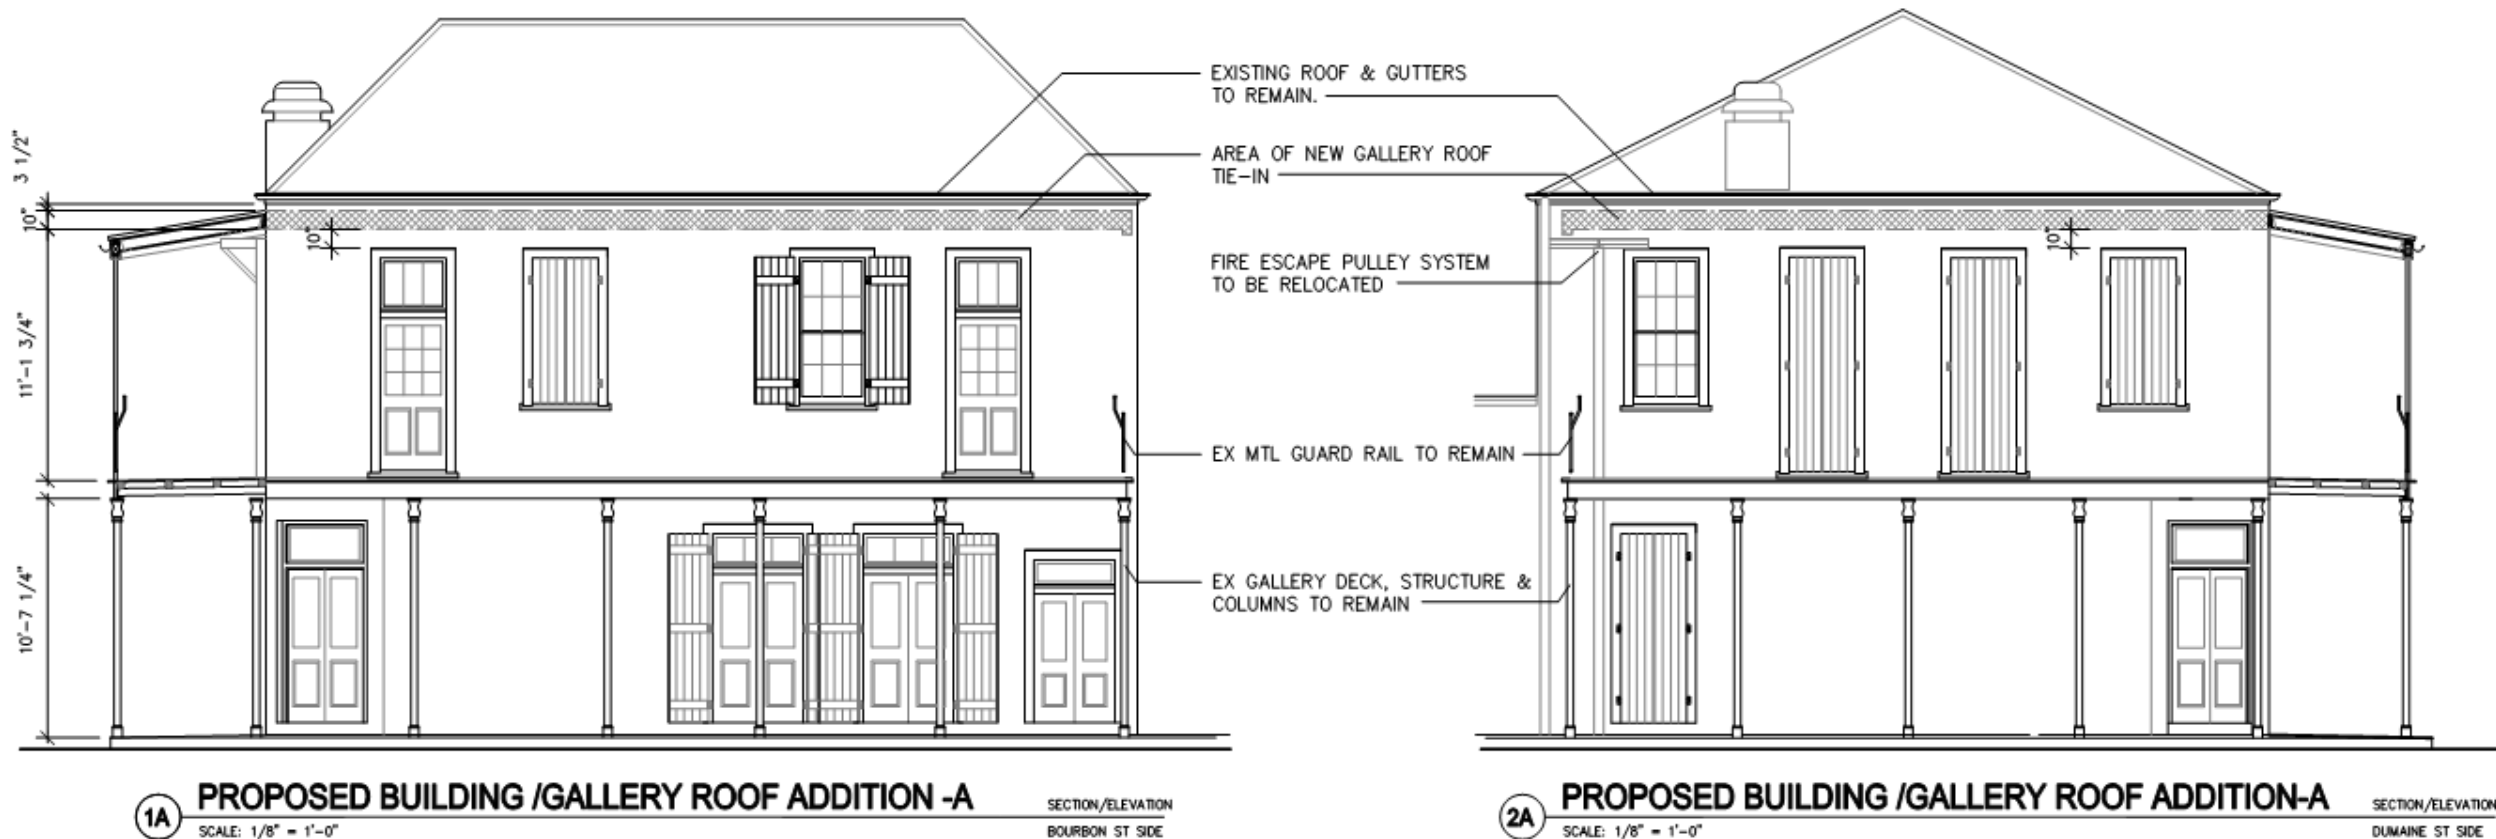 EXISTING ROOF & GUTTERS
TO REMAIN.
AREA OF NEW GALLERY ROOF
TIE-IN
FIRE ESCAPE PULLEY SYSTEM
TO BE RELOCATED
EX MTL GUARD RAIL TO REMAIN
EX GALLERY DECK, STRUCTURE &
COLUMNS TO REMAIN
3 1/2"
10"
11'-1 3/4"
10'-7 1/4"
10"
10"
1A
PROPOSED BUILDING /GALLERY ROOF ADDITION -A
SCALE: 1/8" = 1'-0"
SECTION/ELEVATION
BOURBON ST SIDE
2A
PROPOSED BUILDING /GALLERY ROOF ADDITION-A
SCALE: 1/8" = 1'-0"
SECTION/ELEVATION
DUMAINE ST SIDE